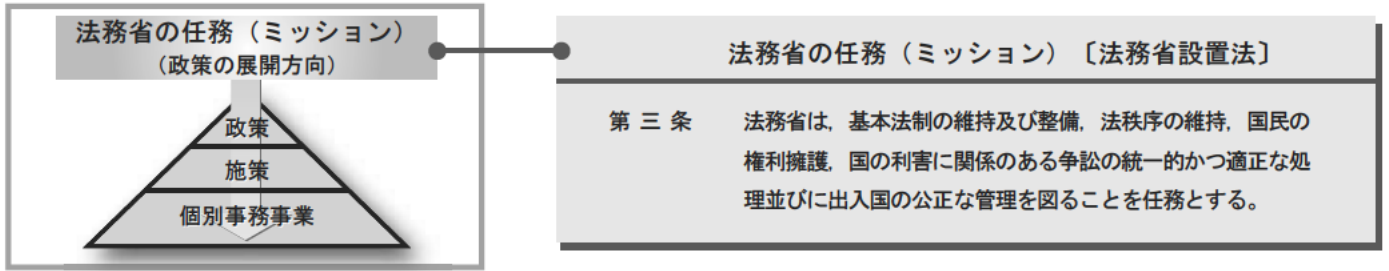 法務省の任務（ミッション）
（政策の展開方向）
政策
施策
個別事務事業
法務省の任務（ミッション）〔法務省設置法〕
第三条 法務省は，基本法制の維持及び整備，法秩序の維持，国民の
権利擁護，国の利害に関係のある争訟の統一的かつ適正な処
理並びに出入国の公正な管理を図ることを任務とする。